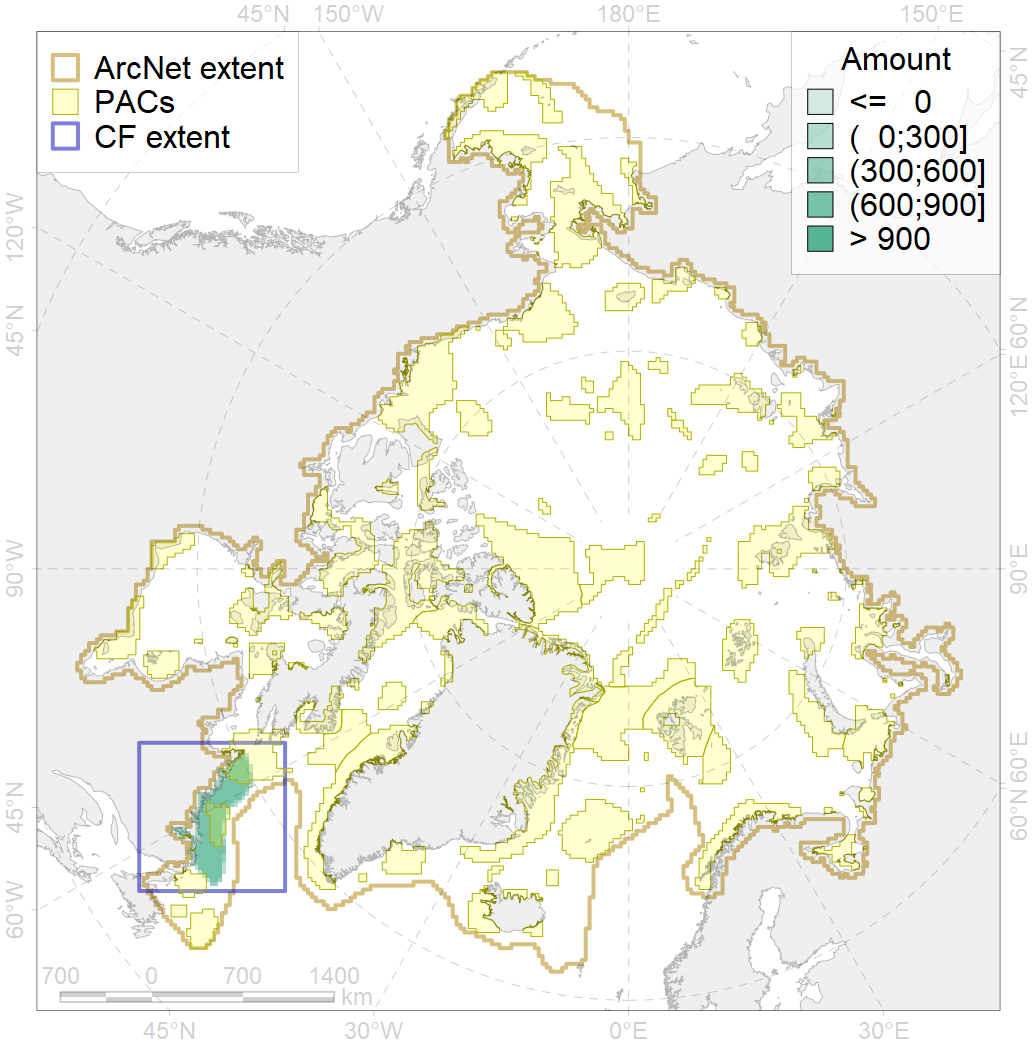 45°N 150°W 180°E 150°E
ArcNet extent
PACs
CF extent
Amount
<= 0
( 0;300]
(300;600]
(600;900]
> 900
45°N
60°N
120°E
90°E
60°E
60°N
120°W
45°N
90°W
45°N
60°W
700 0 700 1400
km
45°N 30°W 0°E 30°E